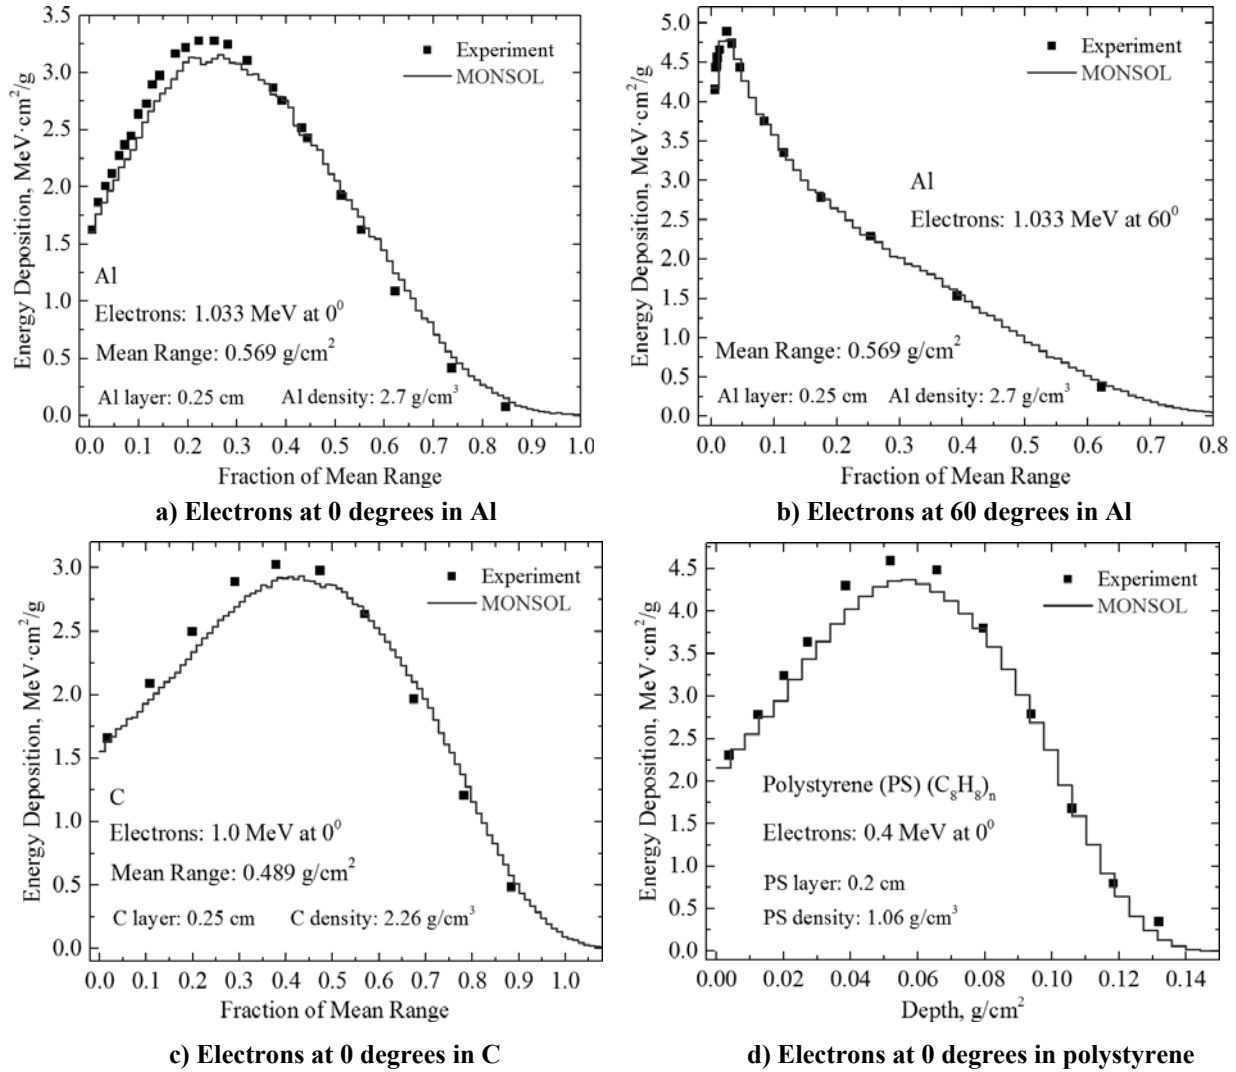 3.5
3.0
2.5
2.0
1.5
1.0
0.5
0.0
Energy Deposition, MeV·cm²/g
Experiment
MONSOL
Al
Electrons: 1.033 MeV at 0⁰
Mean Range: 0.569 g/cm²
Al layer: 0.25 cm Al density: 2.7 g/cm³
0.0 0.1 0.2 0.3 0.4 0.5 0.6 0.7 0.8 0.9 1.0
Fraction of Mean Range
a) Electrons at 0 degrees in Al
5.0
4.5
4.0
3.5
3.0
2.5
2.0
1.5
1.0
0.5
0.0
Energy Deposition, MeV·cm²/g
Experiment
MONSOL
Al
Electrons: 1.033 MeV at 60⁰
Mean Range: 0.569 g/cm²
Al layer: 0.25 cm Al density: 2.7 g/cm³
0.0 0.1 0.2 0.3 0.4 0.5 0.6 0.7 0.8
Fraction of Mean Range
b) Electrons at 60 degrees in Al
3.0
2.5
2.0
1.5
1.0
0.5
0.0
Energy Deposition, MeV·cm²/g
Experiment
MONSOL
C
Electrons: 1.0 MeV at 0⁰
Mean Range: 0.489 g/cm²
C layer: 0.25 cm C density: 2.26 g/cm³
0.0 0.1 0.2 0.3 0.4 0.5 0.6 0.7 0.8 0.9 1.0
Fraction of Mean Range
c) Electrons at 0 degrees in C
4.5
4.0
3.5
3.0
2.5
2.0
1.5
1.0
0.5
0.0
Energy Deposition, MeV·cm²/g
Experiment
MONSOL
Polystyrene (PS) (C₈H₈)ₙ
Electrons: 0.4 MeV at 0⁰
PS layer: 0.2 cm
PS density: 1.06 g/cm³
0.00 0.02 0.04 0.06 0.08 0.10 0.12 0.14
Depth, g/cm²
d) Electrons at 0 degrees in polystyrene